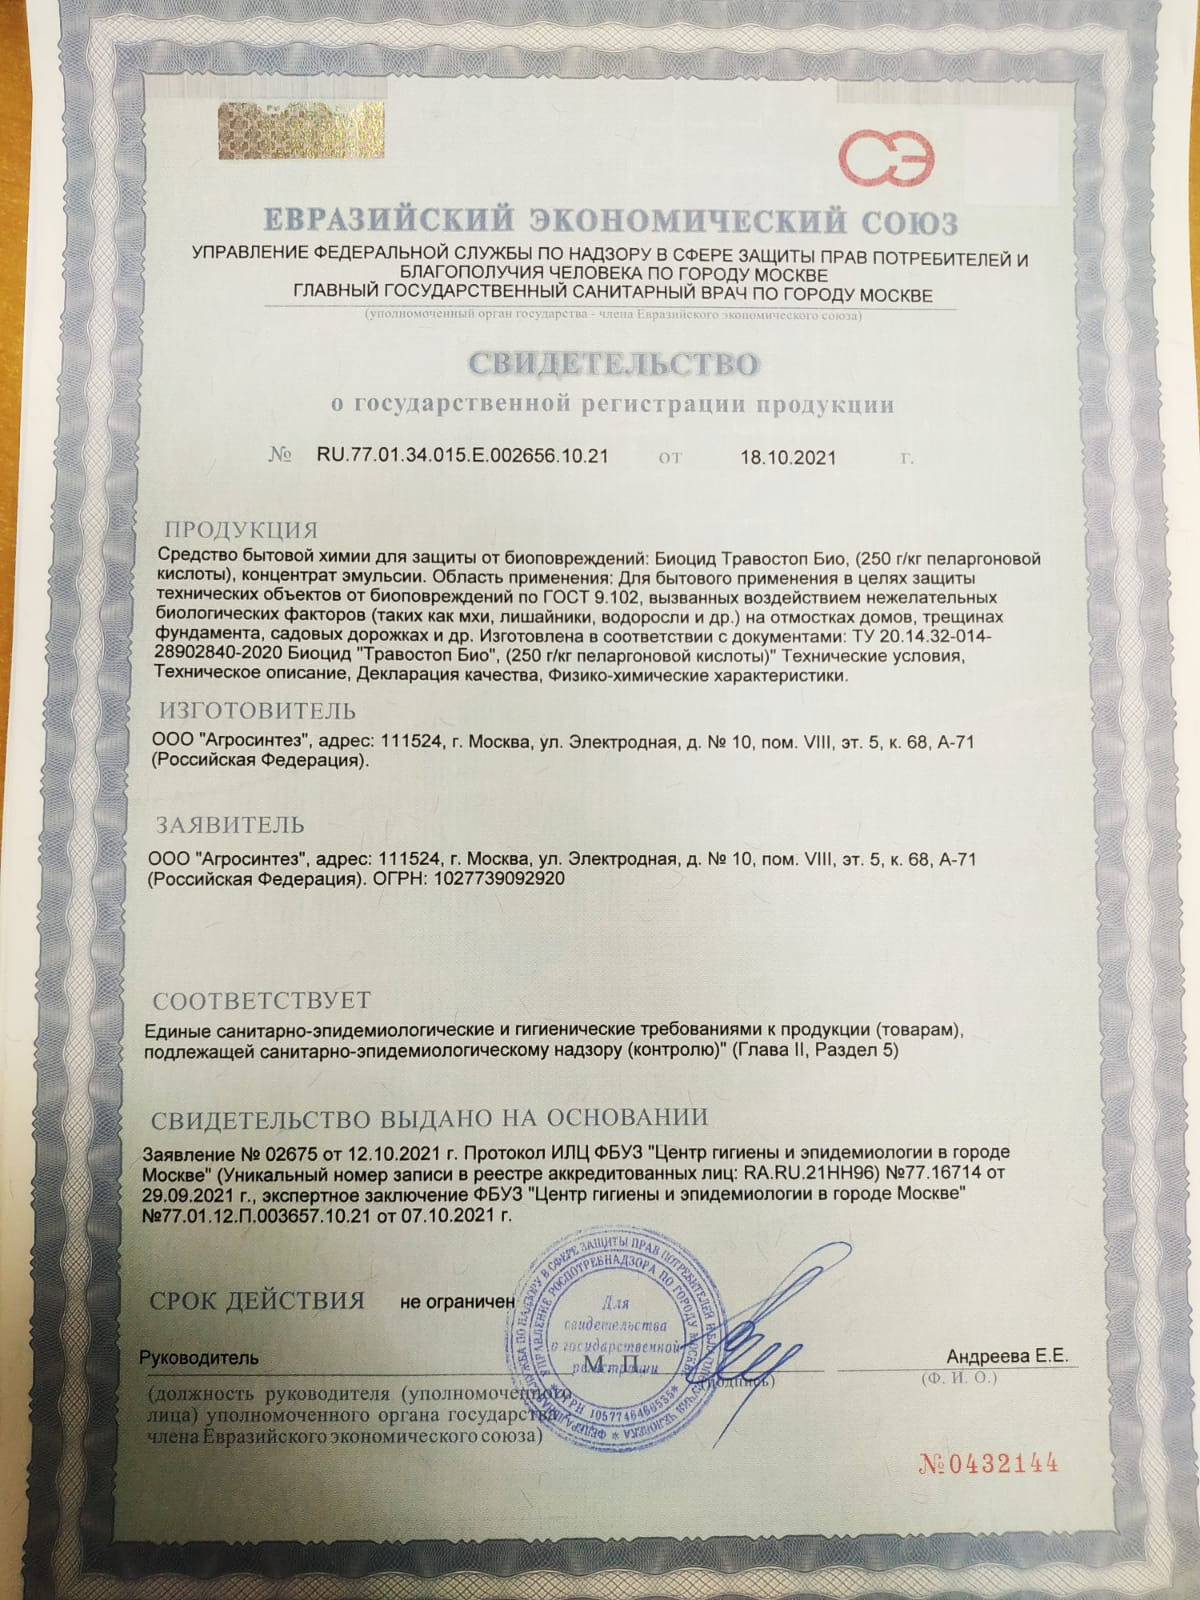 СЭ
ЕВРАЗИЙСКИЙ ЭКОНОМИЧЕСКИЙ СОЮЗ
УПРАВЛЕНИЕ ФЕДЕРАЛЬНОЙ СЛУЖБЫ ПО НАДЗОРУ В СФЕРЕ ЗАЩИТЫ ПРАВ ПОТРЕБИТЕЛЕЙ И
БЛАГОПОЛУЧИЯ ЧЕЛОВЕКА ПО ГОРОДУ МОСКВЕ
ГЛАВНЫЙ ГОСУДАРСТВЕННЫЙ САНИТАРНЫЙ ВРАЧ ПО ГОРОДУ МОСКВЕ
(уполномоченный орган государства - члена Евразийского экономического союза)
СВИДЕТЕЛЬСТВО
о государственной регистрации продукции
№ RU.77.01.34.015.E.002656.10.21 от 18.10.2021 г.
ПРОДУКЦИЯ
Средство бытовой химии для защиты от биоповреждений: Биоцид Травостоп Био, (250 г/кг пеларгоновой
кислоты), концентрат эмульсии. Область применения: Для бытового применения в целях защиты
технических объектов от биоповреждений по ГОСТ 9.102, вызванных воздействием нежелательных
биологических факторов (таких как мхи, лишайники, водоросли и др.) на отмостках домов, трещинах
фундамента, садовых дорожках и др. Изготовлена в соответствии с документами: ТУ 20.14.32-014-
28902840-2020 Биоцид "Травостоп Био", (250 г/кг пеларгоновой кислоты)" Технические условия,
Техническое описание, Декларация качества, Физико-химические характеристики.
ИЗГОТОВИТЕЛЬ
ООО "Агросинтез", адрес: 111524, г. Москва, ул. Электродная, д. № 10, пом. VIII, эт. 5, к. 68, А-71
(Российская Федерация).
ЗАЯВИТЕЛЬ
ООО "Агросинтез", адрес: 111524, г. Москва, ул. Электродная, д. № 10, пом. VIII, эт. 5, к. 68, А-71
(Российская Федерация). ОГРН: 1027739092920
СООТВЕТСТВУЕТ
Единые санитарно-эпидемиологические и гигиенические требованиями к продукции (товарам),
подлежащей санитарно-эпидемиологическому надзору (контролю)" (Глава II, Раздел 5)
СВИДЕТЕЛЬСТВО ВЫДАНО НА ОСНОВАНИИ
Заявление № 02675 от 12.10.2021 г. Протокол ИЛЦ ФБУЗ "Центр гигиены и эпидемиологии в городе
Москве" (Уникальный номер записи в реестре аккредитованных лиц: RA.RU.21НН96) №77.16714 от
29.09.2021 г., экспертное заключение ФБУЗ "Центр гигиены и эпидемиологии в городе Москве"
№77.01.12.П.003657.10.21 от 07.10.2021 г.
СРОК ДЕЙСТВИЯ не ограничен
Для
свидетельства
о государственной
регистрации
УПРАВЛЕНИЕ РОСПОТРЕБНАДЗОРА ПО ГОРОДУ МОСКВЕ
Руководитель М. П. Андреева Е.Е.
(подпись) (Ф. И. О.)
(должность руководителя (уполномоченного
лица) уполномоченного органа государства
члена Евразийского экономического союза)
№0432144